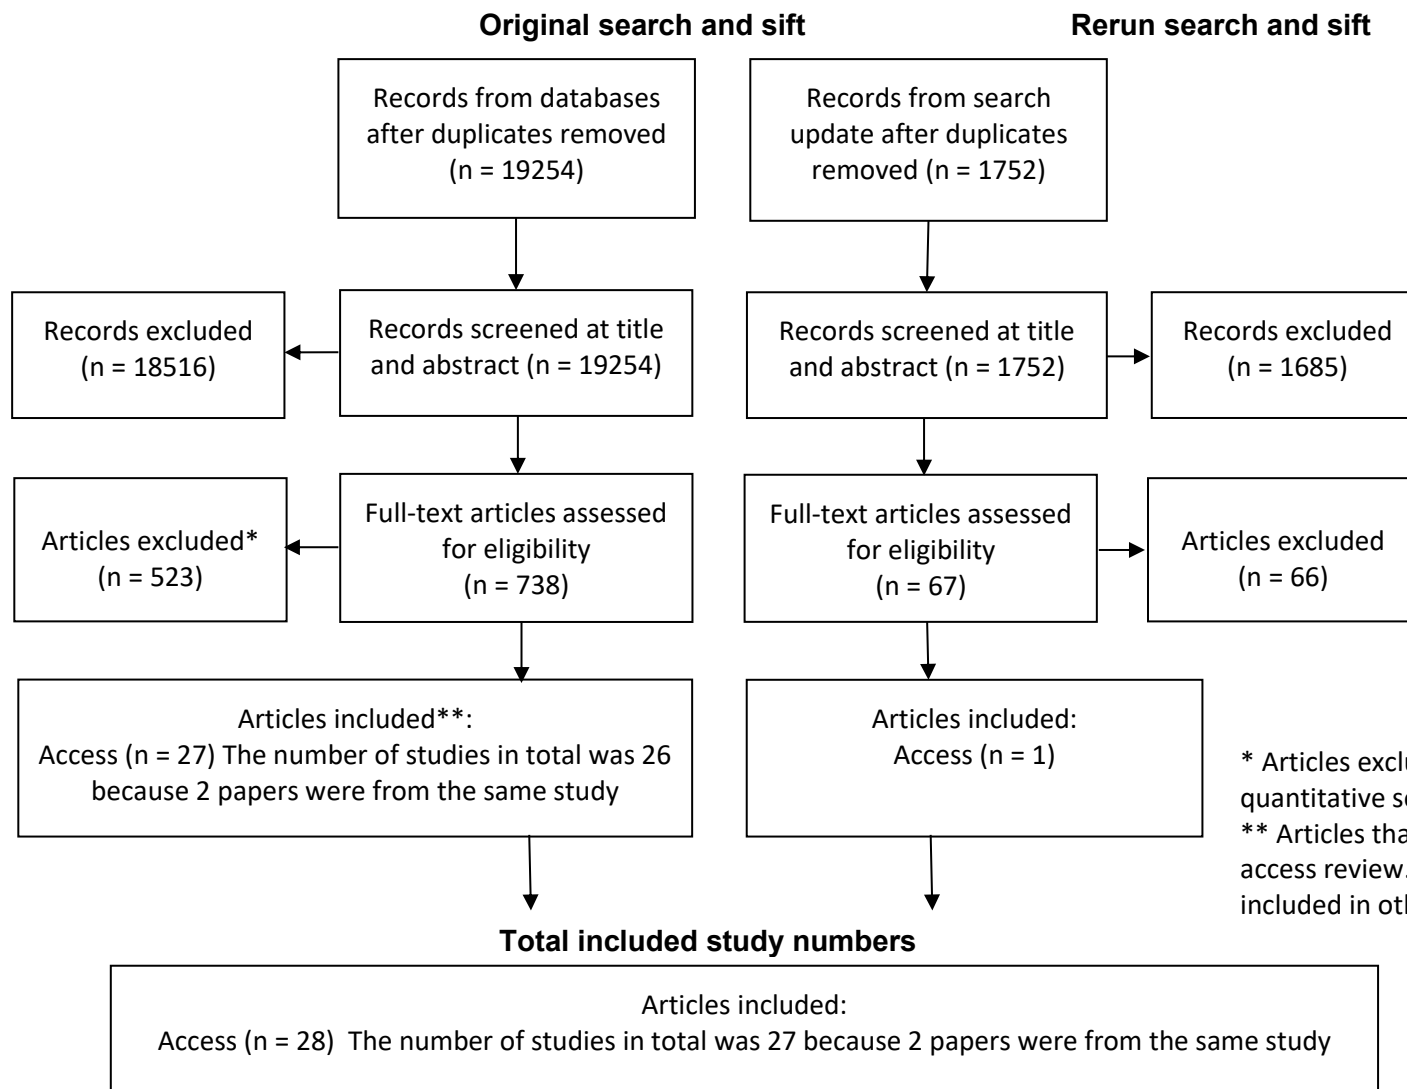 Original search and sift
Rerun search and sift
Records from databases
after duplicates removed
(n = 19254)
Records from search
update after duplicates
removed (n = 1752)
Records excluded
(n = 18516)
Records screened at title
and abstract (n = 19254)
Records screened at title
and abstract (n = 1752)
Records excluded
(n = 1685)
Articles excluded*
(n = 523)
Full-text articles assessed
for eligibility
(n = 738)
Full-text articles assessed
for eligibility
(n = 67)
Articles excluded
(n = 66)
Articles included**:
Access (n = 27) The number of studies in total was 26
because 2 papers were from the same study
Articles included:
Access (n = 1)
* Articles
quantitative
** Articles
access review.
included in
Total included study numbers
Articles included:
Access (n = 28) The number of studies in total was 27 because 2 papers were from the same study